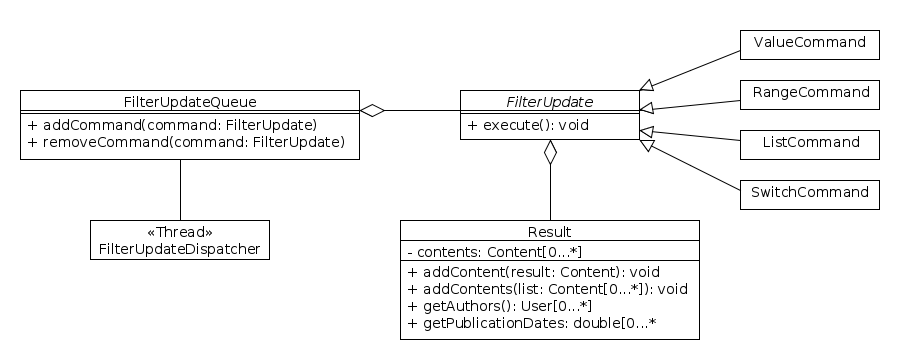 FilterUpdateQueue
+ addCommand(command: FilterUpdate)
+ removeCommand(command: FilterUpdate)
«Thread»
FilterUpdateDispatcher
FilterUpdate
+ execute(): void
Result
- contents: Content[0...*]
+ addContent(result: Content): void
+ addContents(list: Content[0...*]): void
+ getAuthors(): User[0...*]
+ getPublicationDates: double[0...*
ValueCommand
RangeCommand
ListCommand
SwitchCommand